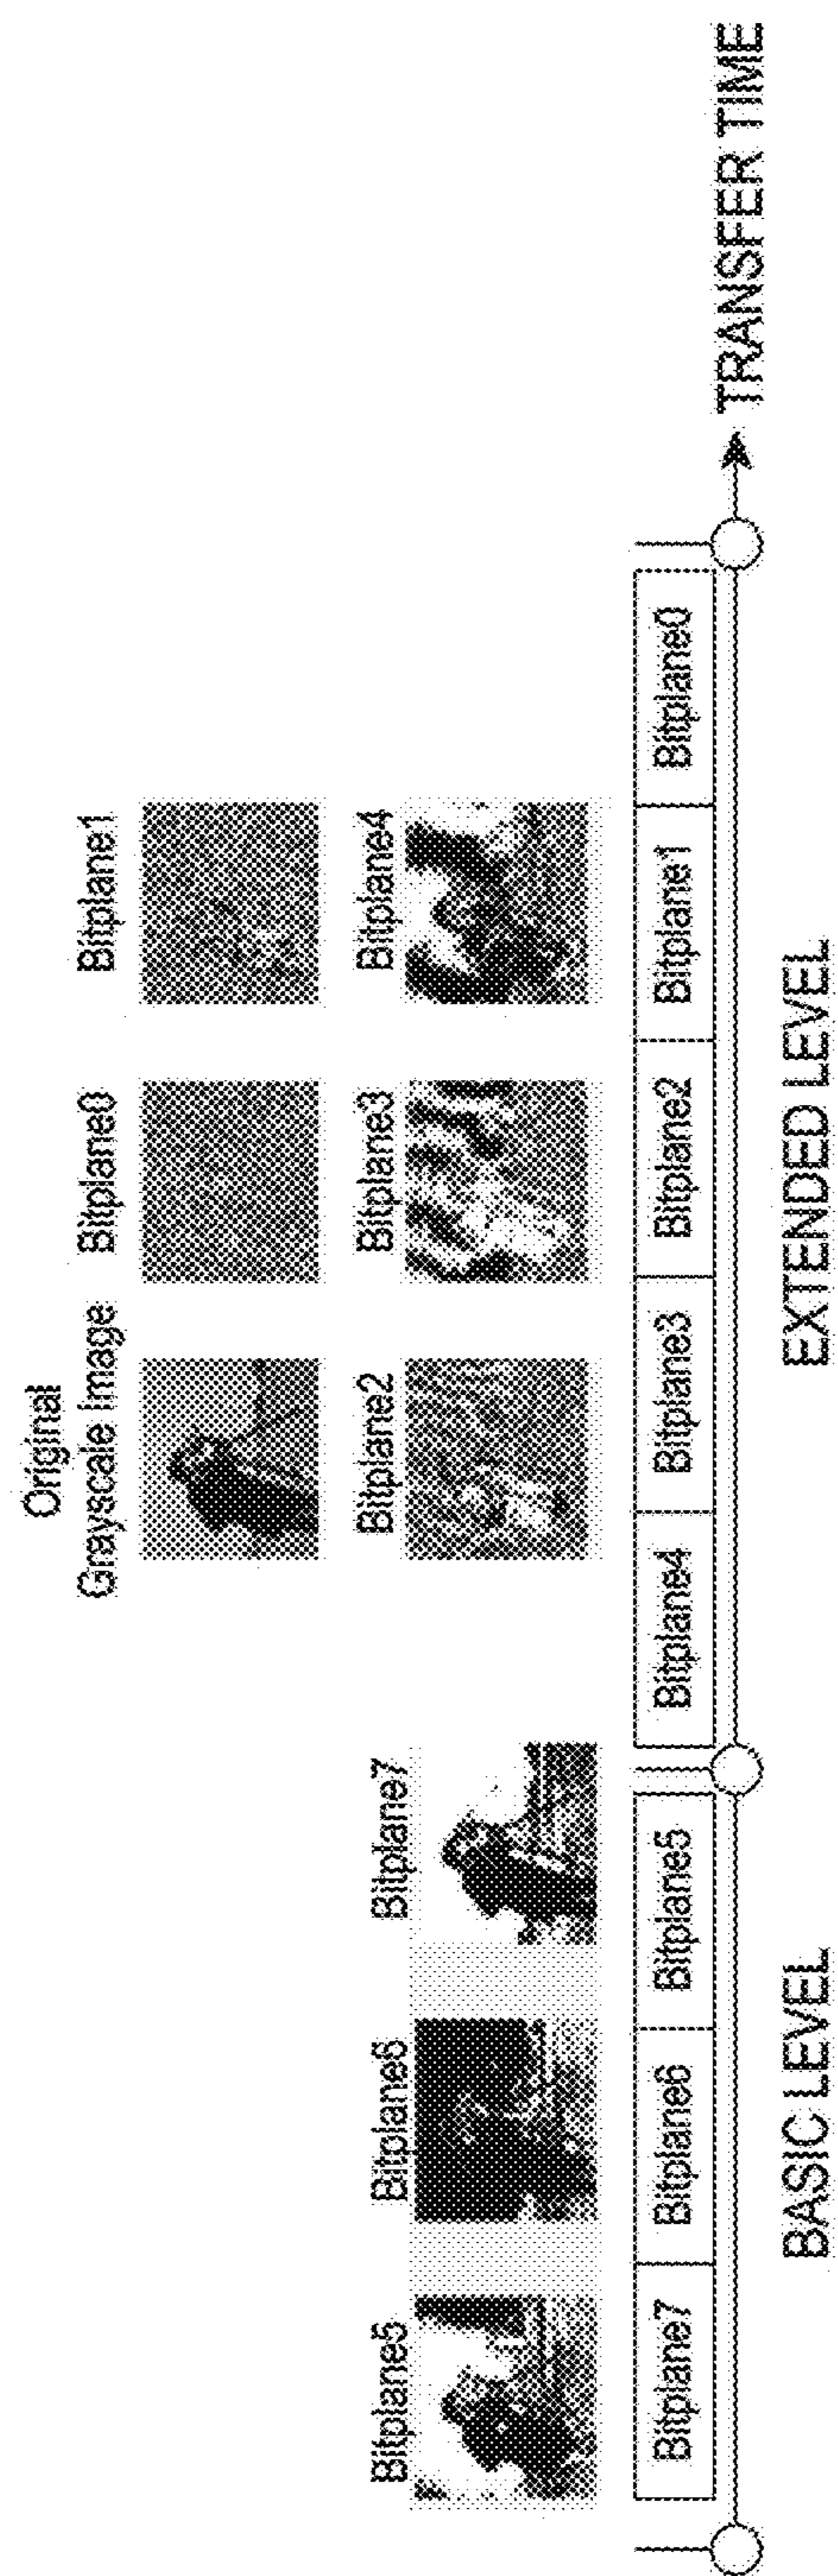 Original
Grayscale Image
Bitplane0
Bitplane1
Bitplane5
Bitplane6
Bitplane7
Bitplane2
Bitplane3
Bitplane4
Bitplane7
Bitplane6
Bitplane5
Bitplane4
Bitplane3
Bitplane2
Bitplane1
Bitplane0
TRANSFER TIME
BASIC LEVEL
EXTENDED LEVEL